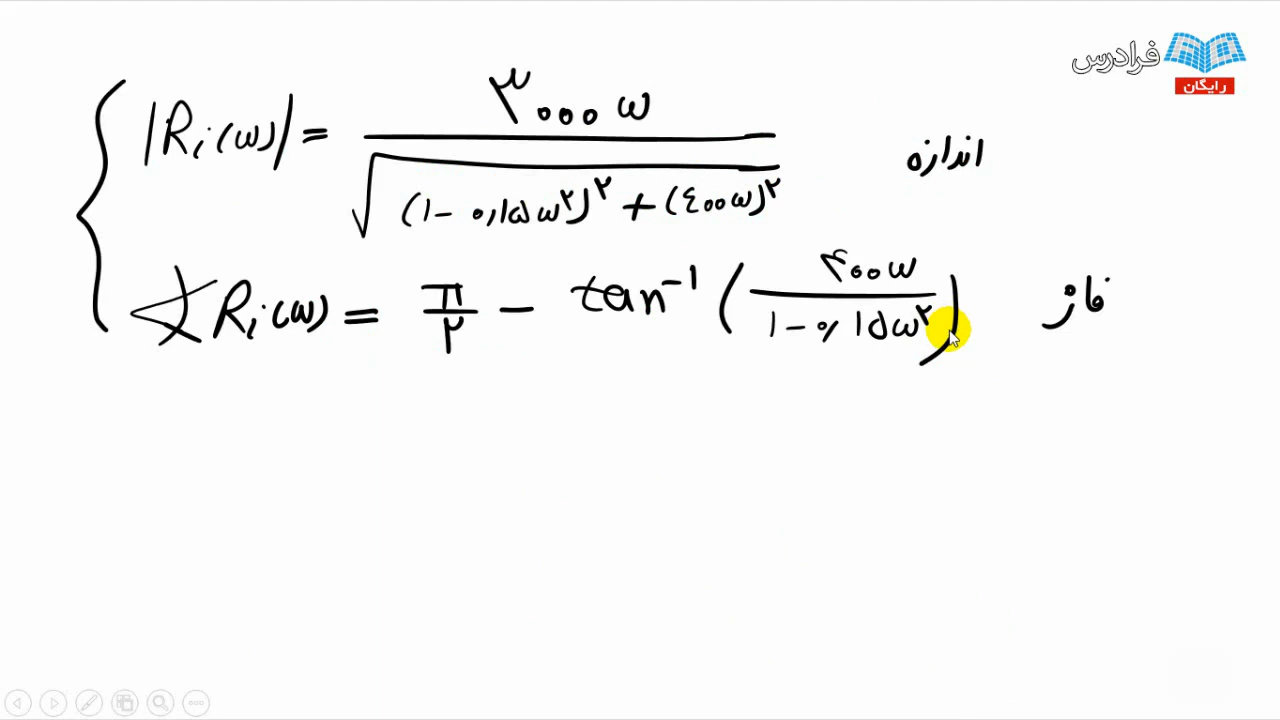 فرادرس
رایگان
|Rᵢ(ω)| = ۳۰۰۰ω / √((۱ - ۰٫۱۵ω²)² + (٤٠٠ω)²) اندازه
∡Rᵢ(ω) = π/۲ - tan⁻¹(۴۰۰ω / (۱ - ۰٫۱۵ω²)) فاز